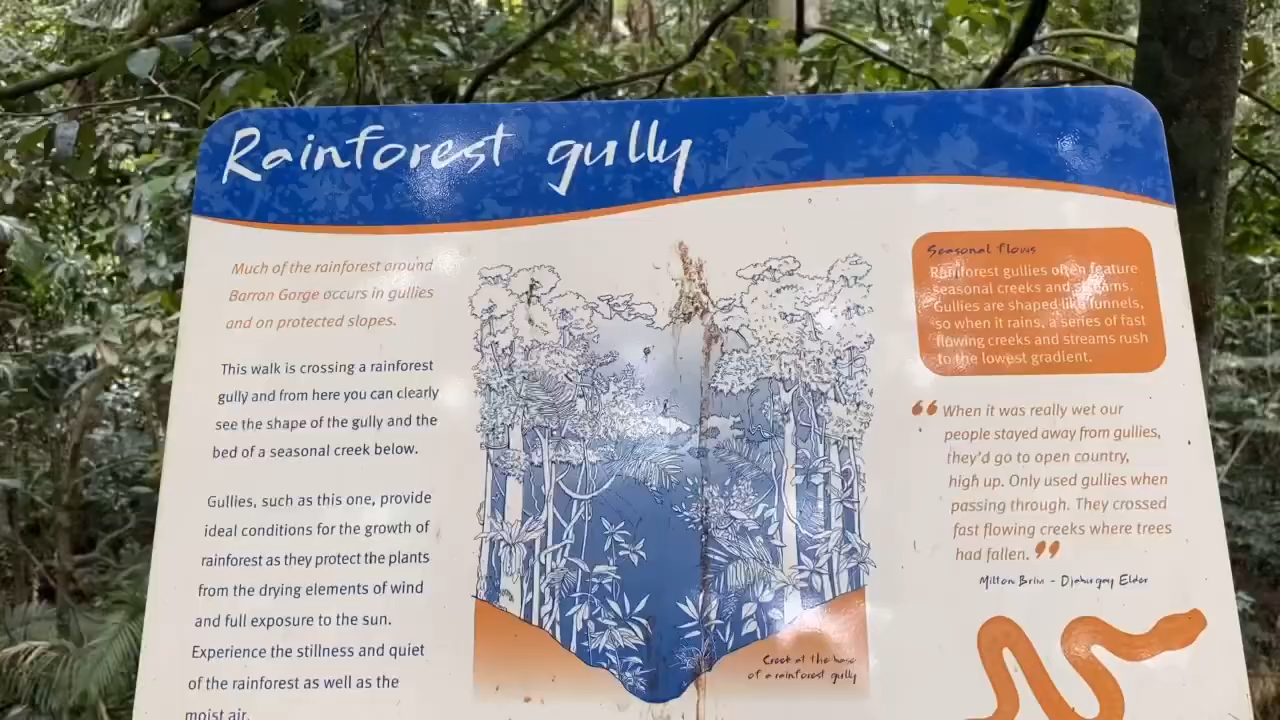 Rainforest gully
Much of the rainforest around
Barron Gorge occurs in gullies
and on protected slopes.
This walk is crossing a rainforest
gully and from here you can clearly
see the shape of the gully and the
bed of a seasonal creek below.
Gullies, such as this one, provide
ideal conditions for the growth of
rainforest as they protect the plants
from the drying elements of wind
and full exposure to the sun.
Experience the stillness and quiet
of the rainforest as well as the
moist air.
Creek at the base
of a rainforest gully
Seasonal flows
Rainforest gullies often feature
seasonal creeks and streams.
Gullies are shaped like funnels,
so when it rains, a series of fast
flowing creeks and streams rush
to the lowest gradient.
“ When it was really wet our
people stayed away from gullies,
they'd go to open country,
high up. Only used gullies when
passing through. They crossed
fast flowing creeks where trees
had fallen. ”
Milton Brim - Djabugay Elder